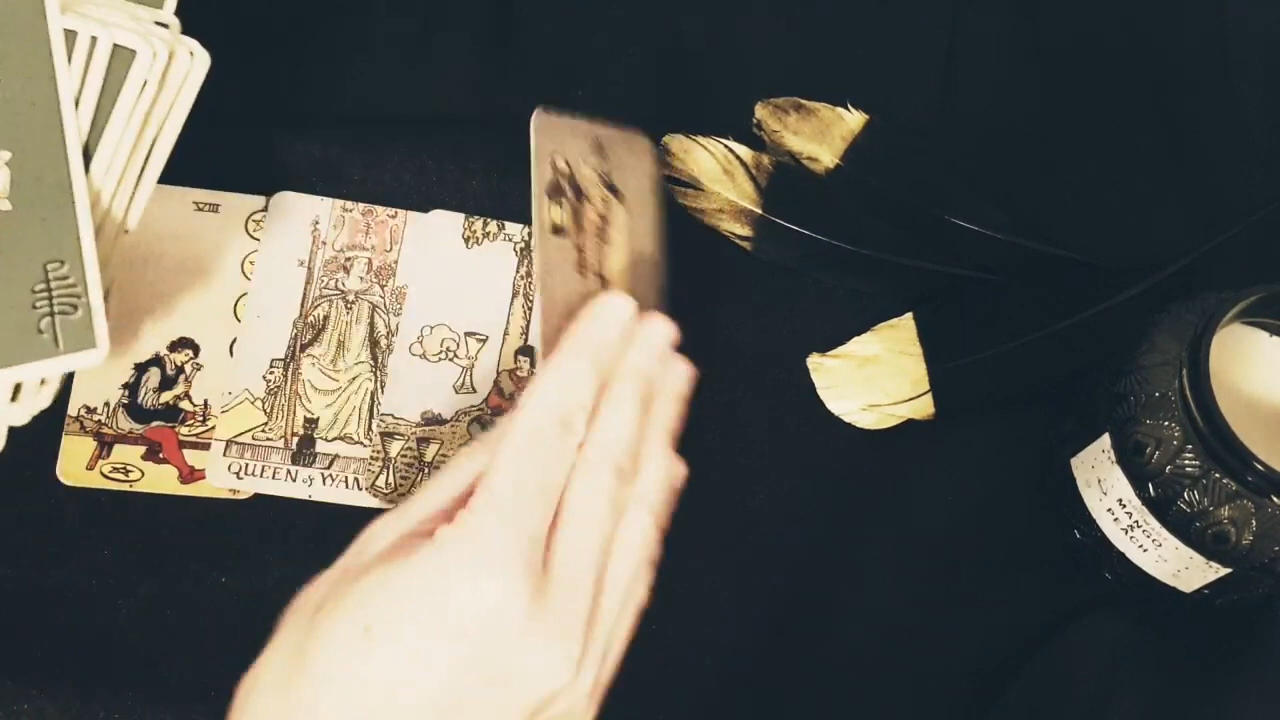 VIII
IV
QUEEN of WAN
MANGO
PEACH